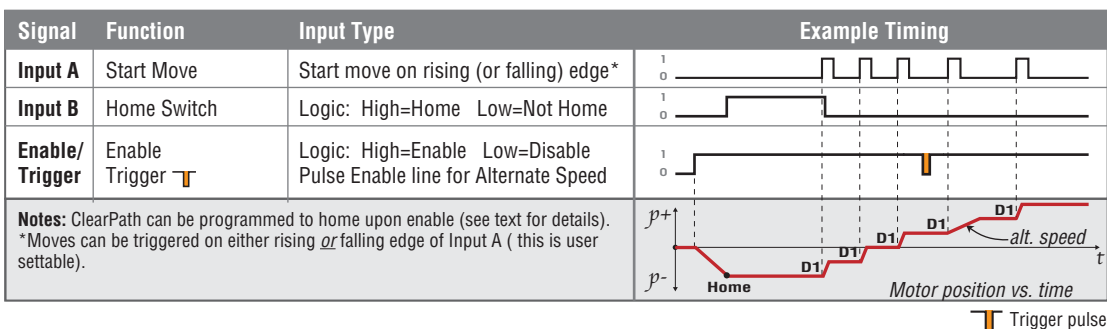 Signal Function Input Type Example Timing
Input A Start Move Start move on rising (or falling) edge*
1
0
Input B Home Switch Logic: High=Home Low=Not Home
1
0
Enable/ Enable Logic: High=Enable Low=Disable
Trigger Trigger Pulse Enable line for Alternate Speed
1
0
Notes: ClearPath can be programmed to home upon enable (see text for details).
*Moves can be triggered on either rising or falling edge of Input A ( this is user
settable).
p+
D1
D1
D1
D1
D1
alt. speed
t
p-
Home
Motor position vs. time
Trigger pulse